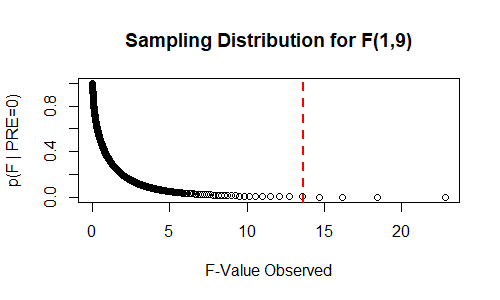 Sampling Distribution for F(1,9)
p(F | PRE=0)
0.8
0.4
0.0
0
5
10
15
20
F-Value Observed